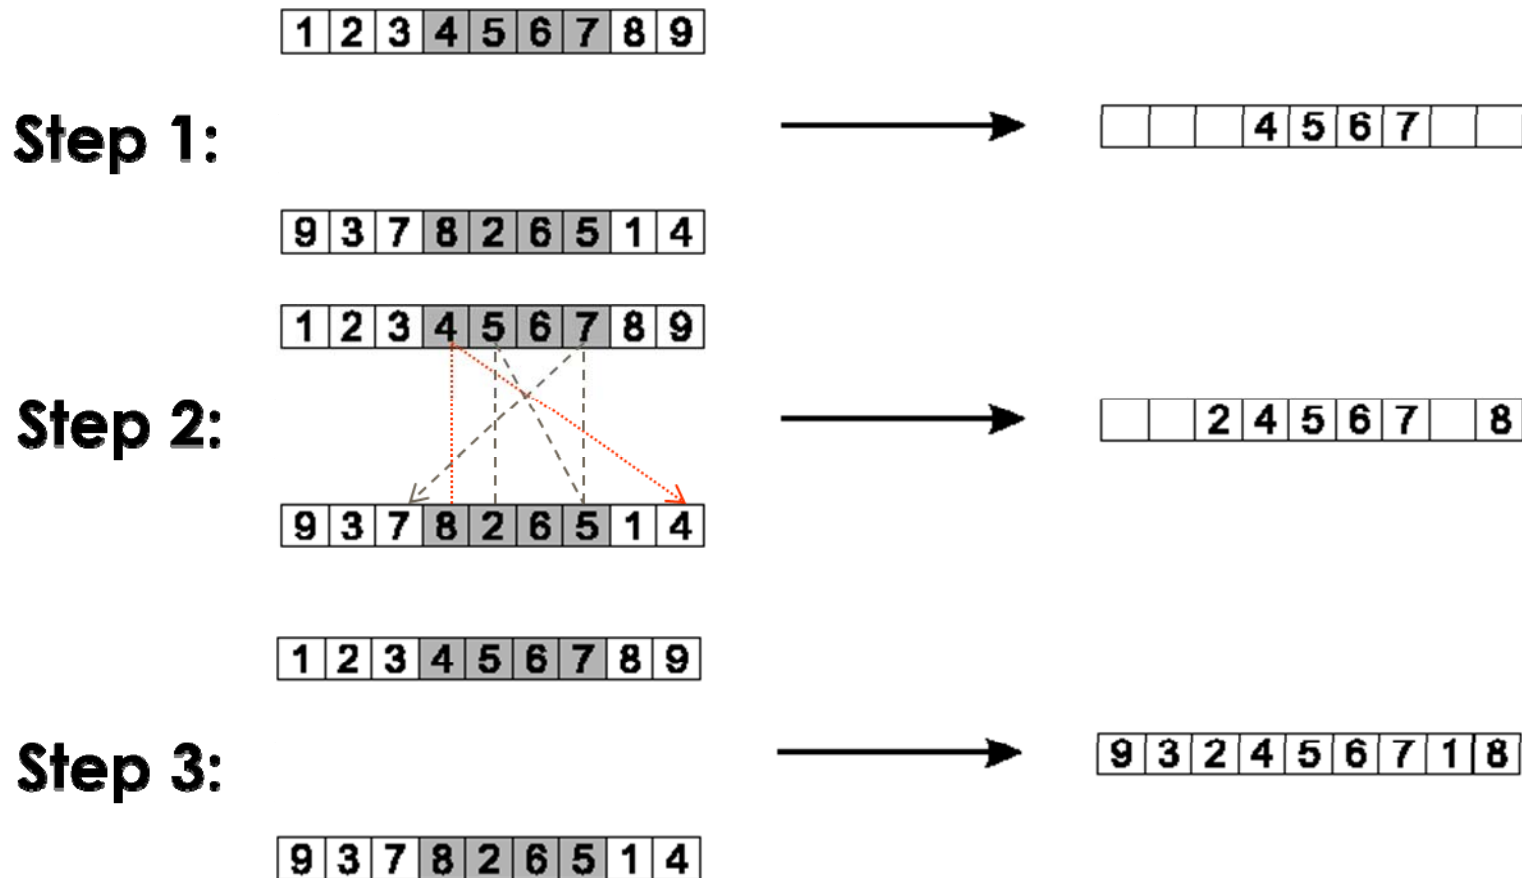 1 2 3 4 5 6 7 8 9
Step 1:
4 5 6 7
9 3 7 8 2 6 5 1 4
1 2 3 4 5 6 7 8 9
Step 2:
2 4 5 6 7 8
9 3 7 8 2 6 5 1 4
1 2 3 4 5 6 7 8 9
Step 3:
9 3 2 4 5 6 7 1 8
9 3 7 8 2 6 5 1 4